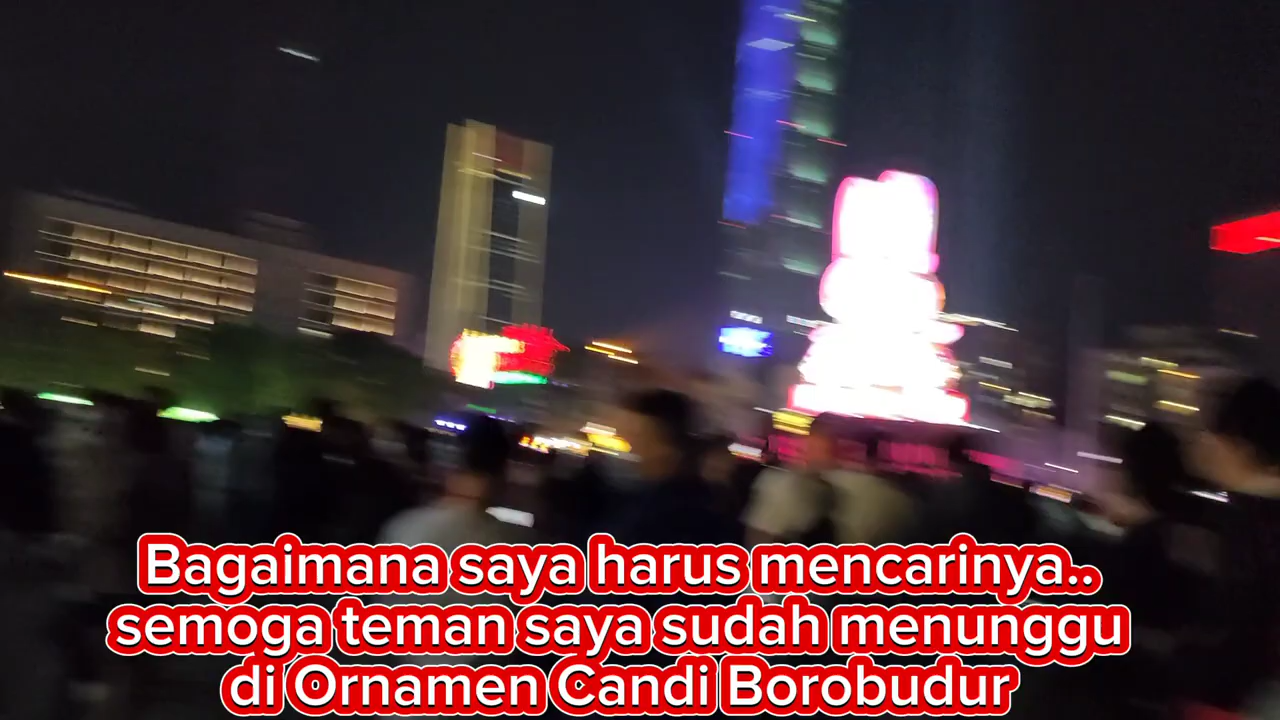 Bagaimana saya harus mencarinya..
semoga teman saya sudah menunggu
di Ornamen Candi Borobudur